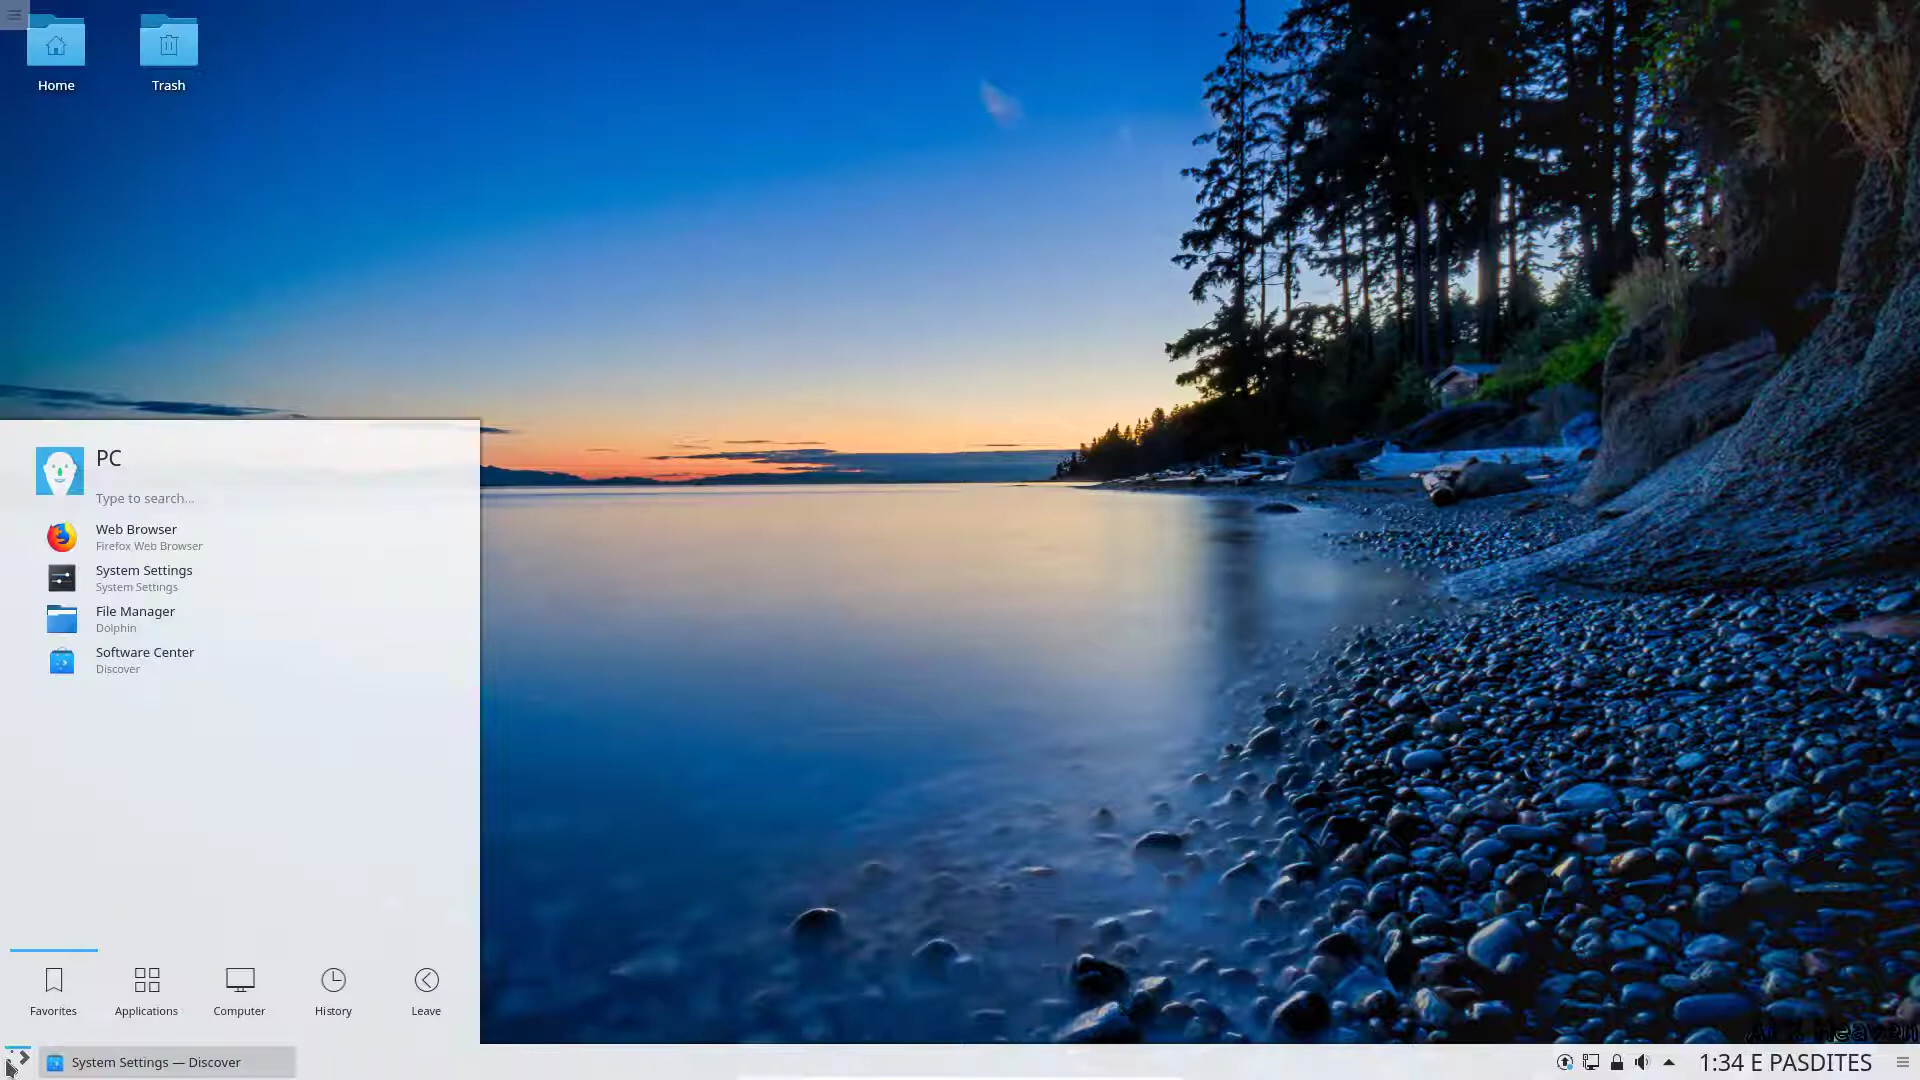 Home
Trash
PC
Type to search...
Web Browser
Firefox Web Browser
System Settings
System Settings
File Manager
Dolphin
Software Center
Discover
Favorites
Applications
Computer
History
Leave
System Settings — Discover
1:34 E PASDITES